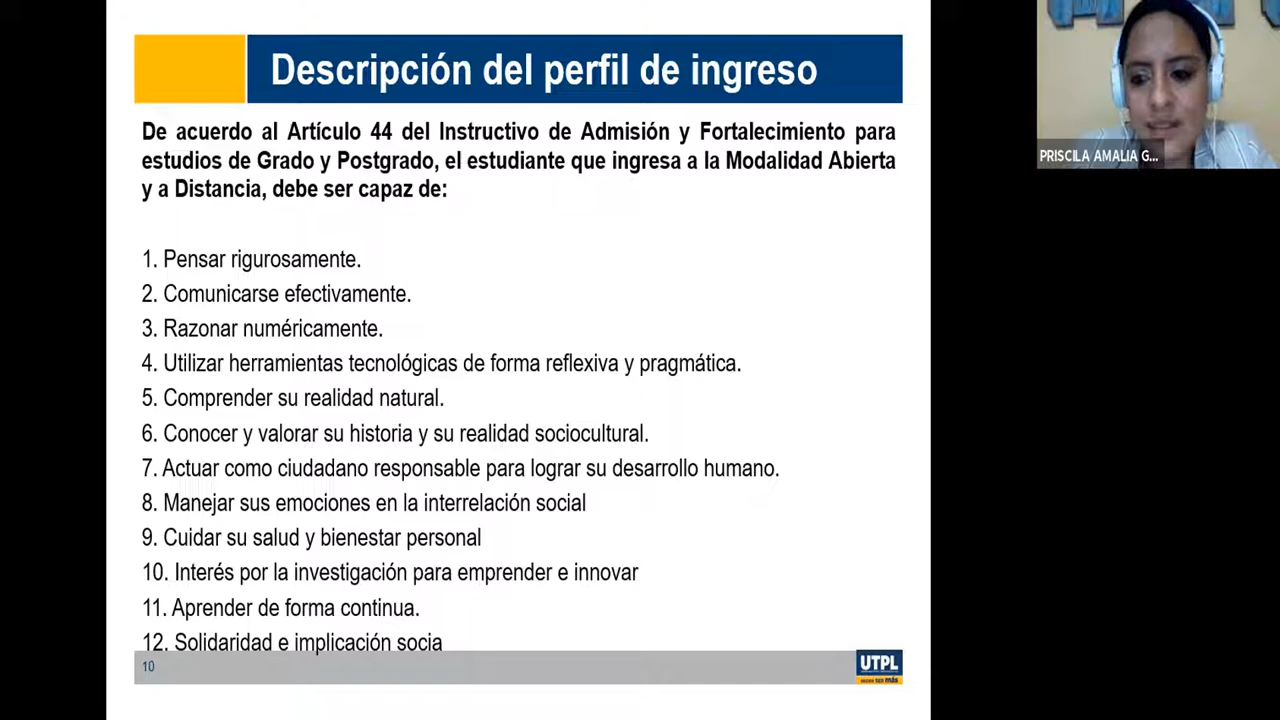 Descripción del perfil de ingreso
De acuerdo al Artículo 44 del Instructivo de Admisión y Fortalecimiento para
estudios de Grado y Postgrado, el estudiante que ingresa a la Modalidad Abierta
y a Distancia, debe ser capaz de:
1. Pensar rigurosamente.
2. Comunicarse efectivamente.
3. Razonar numéricamente.
4. Utilizar herramientas tecnológicas de forma reflexiva y pragmática.
5. Comprender su realidad natural.
6. Conocer y valorar su historia y su realidad sociocultural.
7. Actuar como ciudadano responsable para lograr su desarrollo humano.
8. Manejar sus emociones en la interrelación social
9. Cuidar su salud y bienestar personal
10. Interés por la investigación para emprender e innovar
11. Aprender de forma continua.
12. Solidaridad e implicación socia
10
UTPL
PRISCILA AMALIA G...